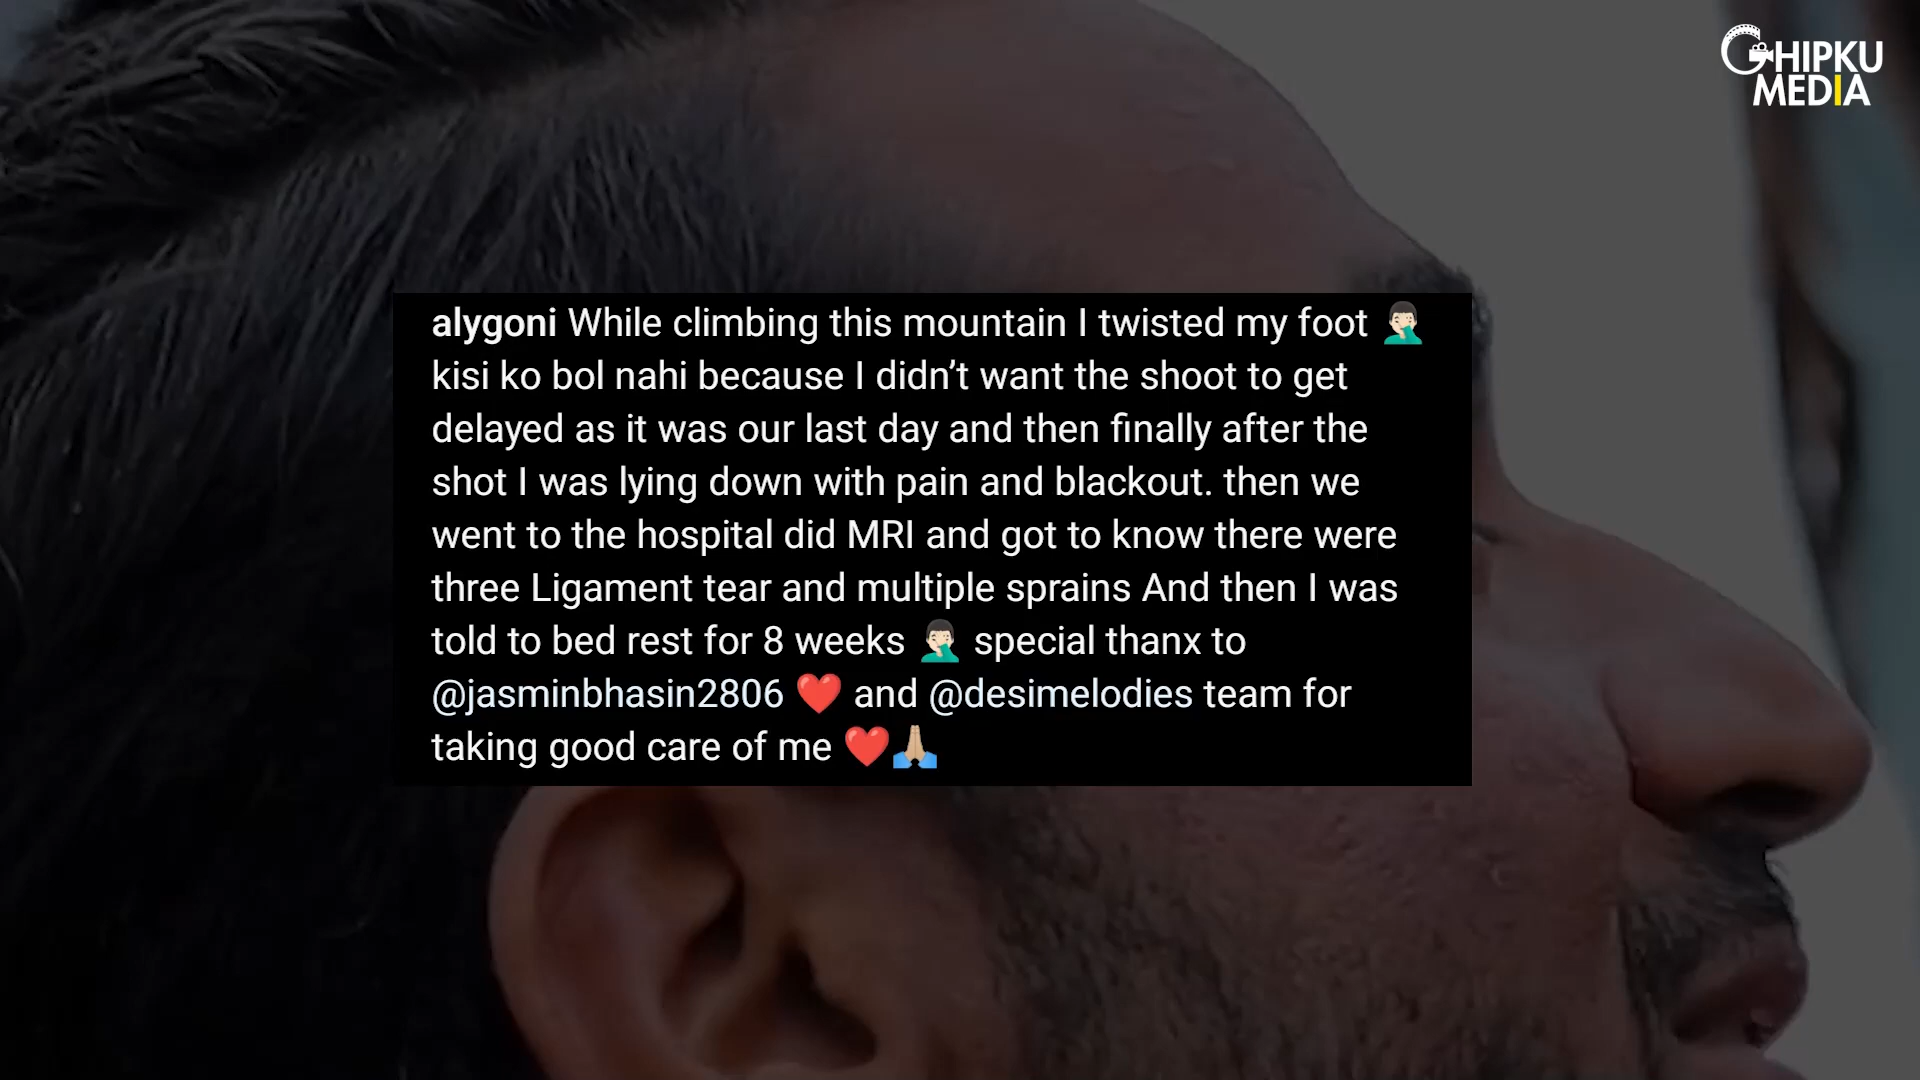 GHIPKU
MEDIA
alygoni While climbing this mountain I twisted my foot 🤦🏻‍♂️
kisi ko bol nahi because I didn’t want the shoot to get
delayed as it was our last day and then finally after the
shot I was lying down with pain and blackout. then we
went to the hospital did MRI and got to know there were
three Ligament tear and multiple sprains And then I was
told to bed rest for 8 weeks 🤦🏻‍♂️ special thanx to
@jasminbhasin2806 ❤️ and @desimelodies team for
taking good care of me ❤️🙏🏼